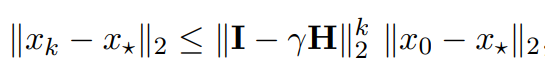 ‖x_k − x_⋆‖_2 ≤ ‖𝐈 − γ𝐇‖_2^k ‖x_0 − x_⋆‖_2.